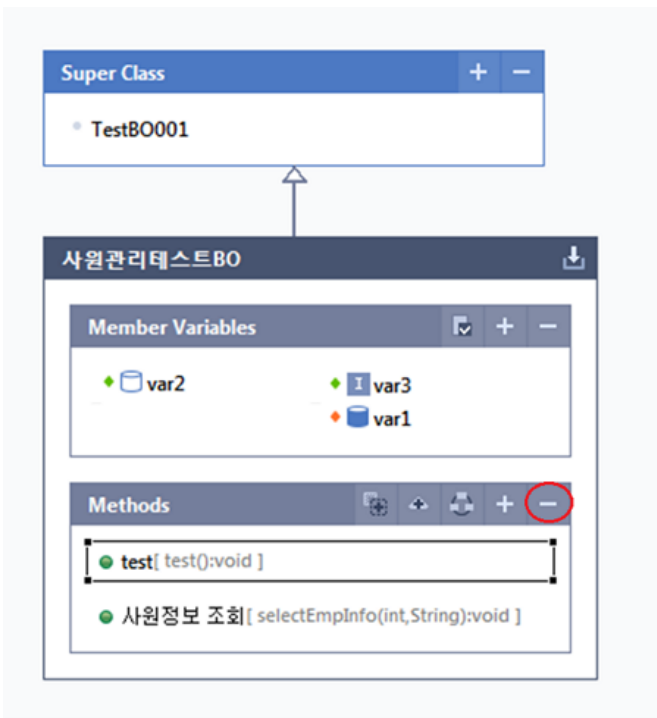 Super Class
TestBO001
사원관리테스트BO
Member Variables
var2
I var3
var1
Methods
test[ test():void ]
사원정보 조회[ selectEmpInfo(int,String):void ]